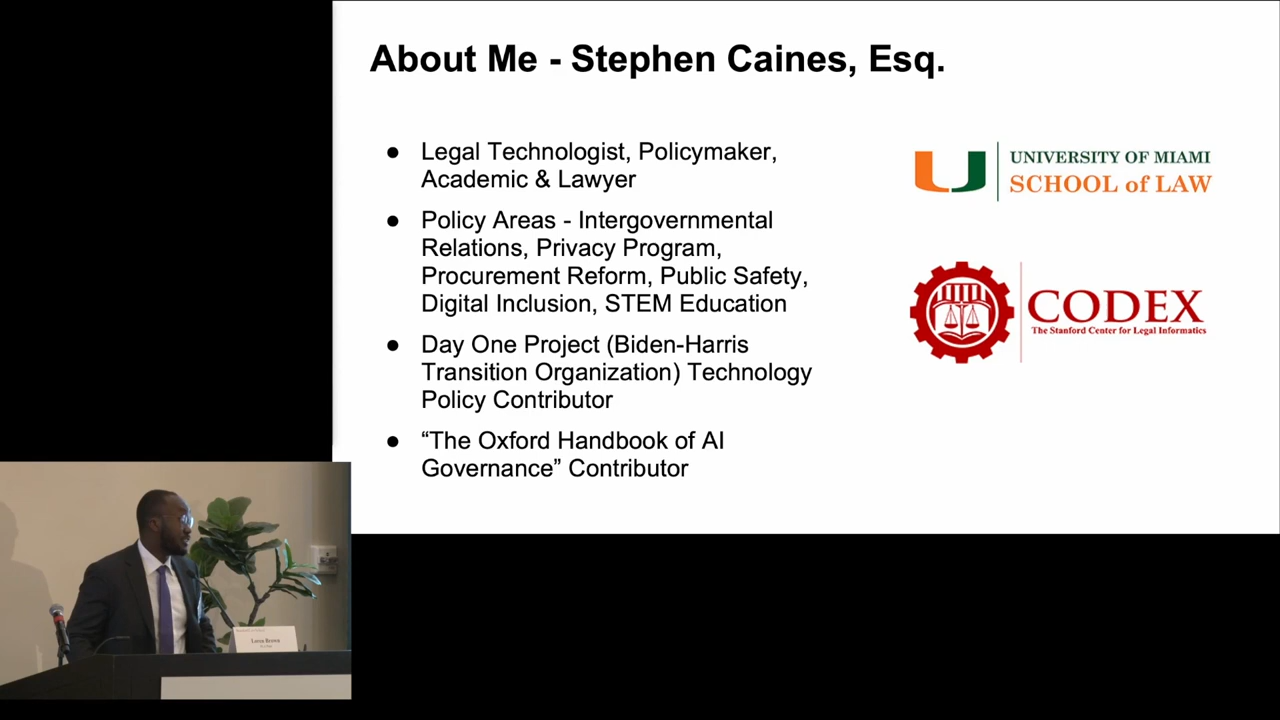 About Me - Stephen Caines, Esq.
● Legal Technologist, Policymaker,
Academic & Lawyer
● Policy Areas - Intergovernmental
Relations, Privacy Program,
Procurement Reform, Public Safety,
Digital Inclusion, STEM Education
● Day One Project (Biden-Harris
Transition Organization) Technology
Policy Contributor
● “The Oxford Handbook of AI
Governance” Contributor
UNIVERSITY OF MIAMI
SCHOOL of LAW
CODEX
The Stanford Center for Legal Informatics